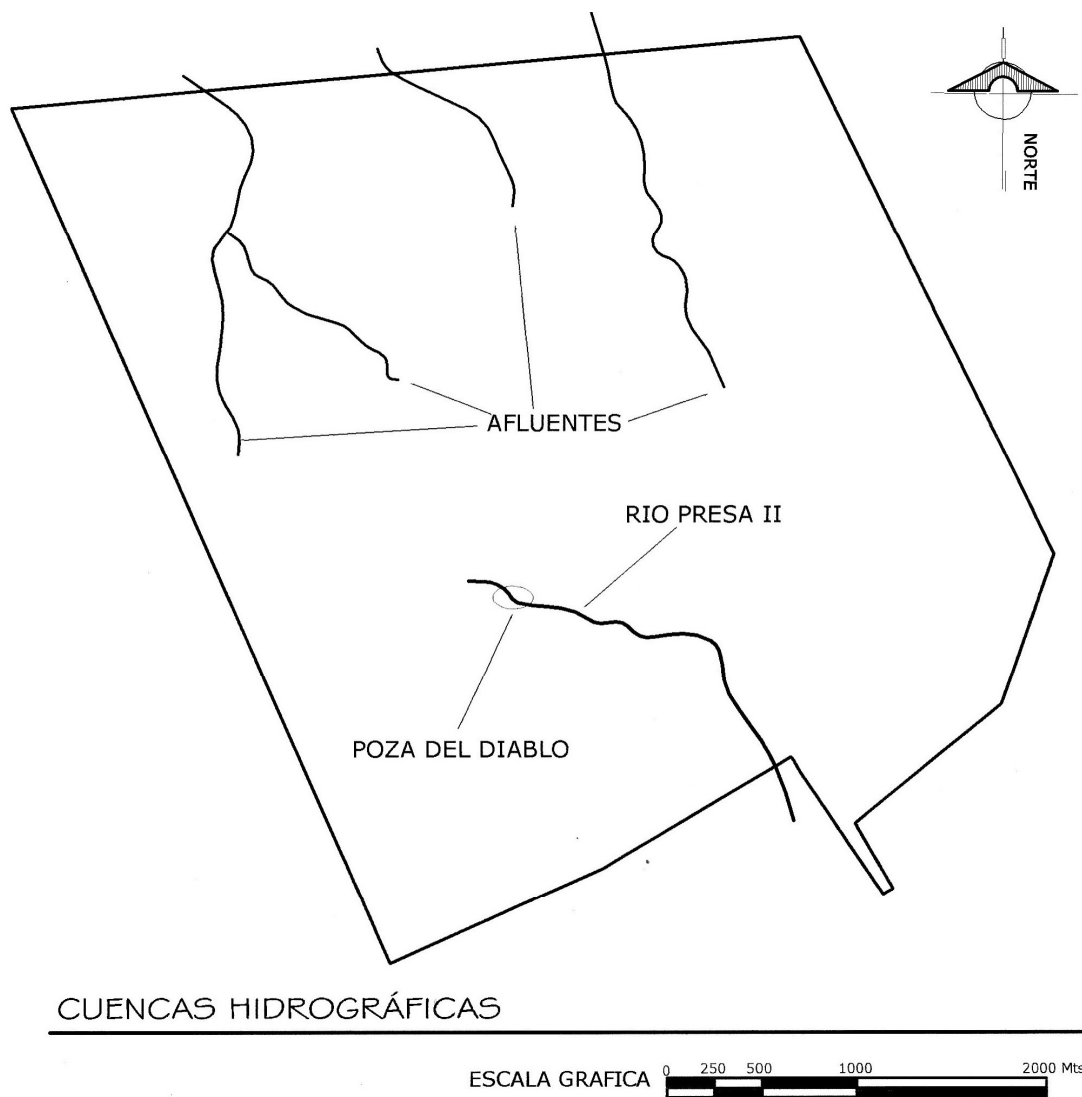 NORTE
AFLUENTES
RIO PRESA II
POZA DEL DIABLO
CUENCAS HIDROGRÁFICAS
ESCALA GRAFICA 0 250 500 1000 2000 Mts